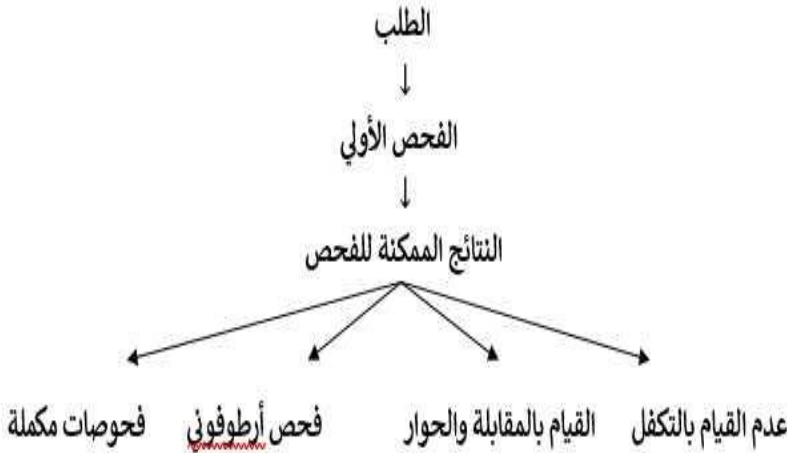 الطلب
الفحص الأولي
النتائج الممكنة للفحص
عدم القيام بالتكفل القيام بالمقابلة والحوار فحص أرطوفوني فحوصات مكملة